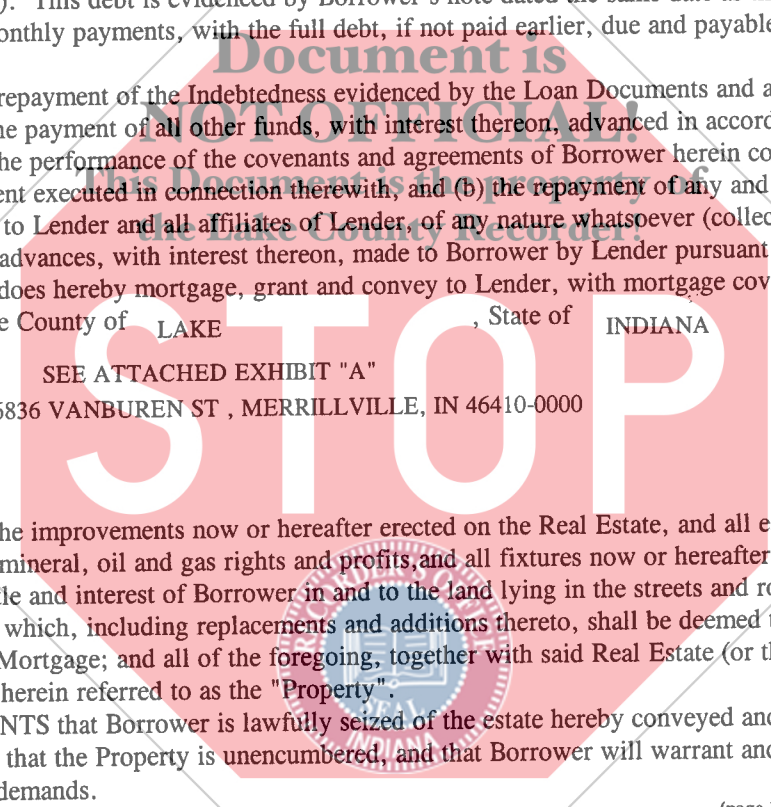 ). This debt is evidenced by Borrower's note dated the same date as
onthly payments, with the full debt, if not paid earlier, due and payable
Document is
repayment of the Indebtedness evidenced by the Loan Documents and a
NOT OFFICIAL!
ne payment of all other funds, with interest thereon, advanced in accord
he performance of the covenants and agreements of Borrower herein co
This Document is the property of
ent executed in connection therewith, and (b) the repayment of any and
to Lender and all affiliates of Lender, of any nature whatsoever (collec
the Lake County Recorder!
advances, with interest thereon, made to Borrower by Lender pursuant
does hereby mortgage, grant and convey to Lender, with mortgage cov
e County of LAKE , State of INDIANA
STOP
SEE ATTACHED EXHIBIT "A"
5836 VANBUREN ST , MERRILLVILLE, IN 46410-0000
he improvements now or hereafter erected on the Real Estate, and all e
mineral, oil and gas rights and profits,and all fixtures now or hereafter
le and interest of Borrower in and to the land lying in the streets and ro
which, including replacements and additions thereto, shall be deemed t
Mortgage; and all of the foregoing, together with said Real Estate (or th
herein referred to as the "Property".
RECORDER'S OFFICE
SEAL
INDIANA
NTS that Borrower is lawfully seized of the estate hereby conveyed and
that the Property is unencumbered, and that Borrower will warrant and
demands.
(page